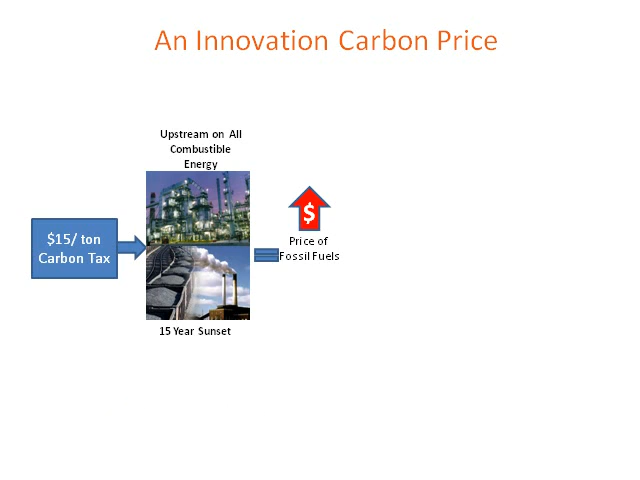 An Innovation Carbon Price
Upstream on All
Combustible
Energy
$15/ ton
Carbon Tax
$
Price of
Fossil Fuels
15 Year Sunset